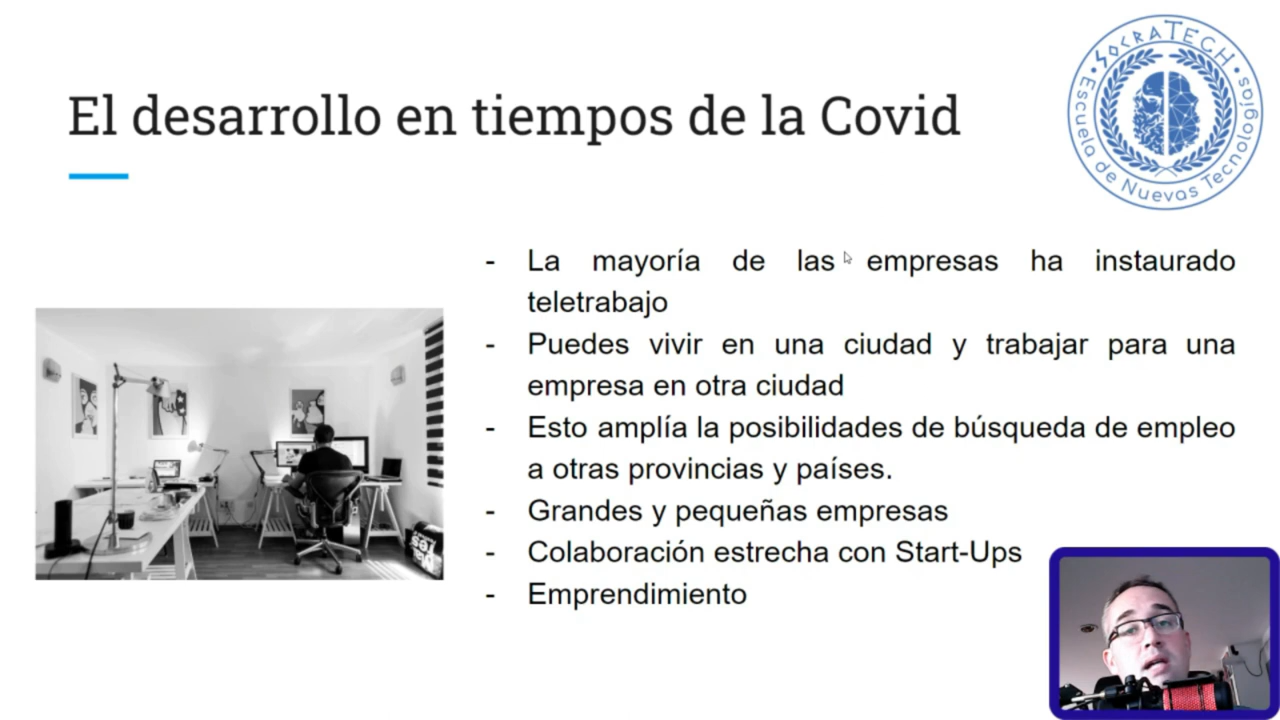 SOCRATECH
Escuela de Nuevas Tecnologías
El desarrollo en tiempos de la Covid
- La mayoría de las empresas ha instaurado
teletrabajo
- Puedes vivir en una ciudad y trabajar para una
empresa en otra ciudad
- Esto amplía la posibilidades de búsqueda de empleo
a otras provincias y países.
- Grandes y pequeñas empresas
- Colaboración estrecha con Start-Ups
- Emprendimiento